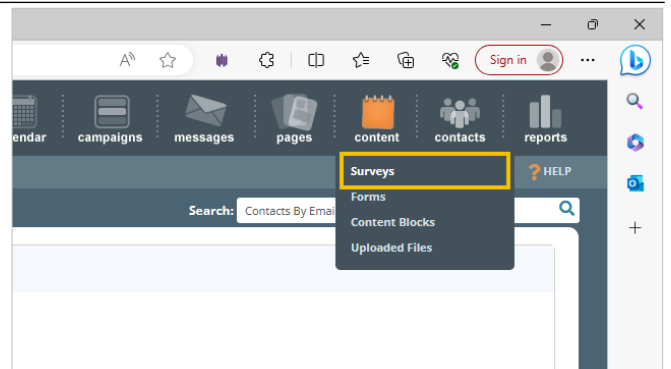 Sign in
endar campaigns messages pages content contacts reports
Surveys
? HELP
Forms
Search: Contacts By Emai
Content Blocks
Uploaded Files